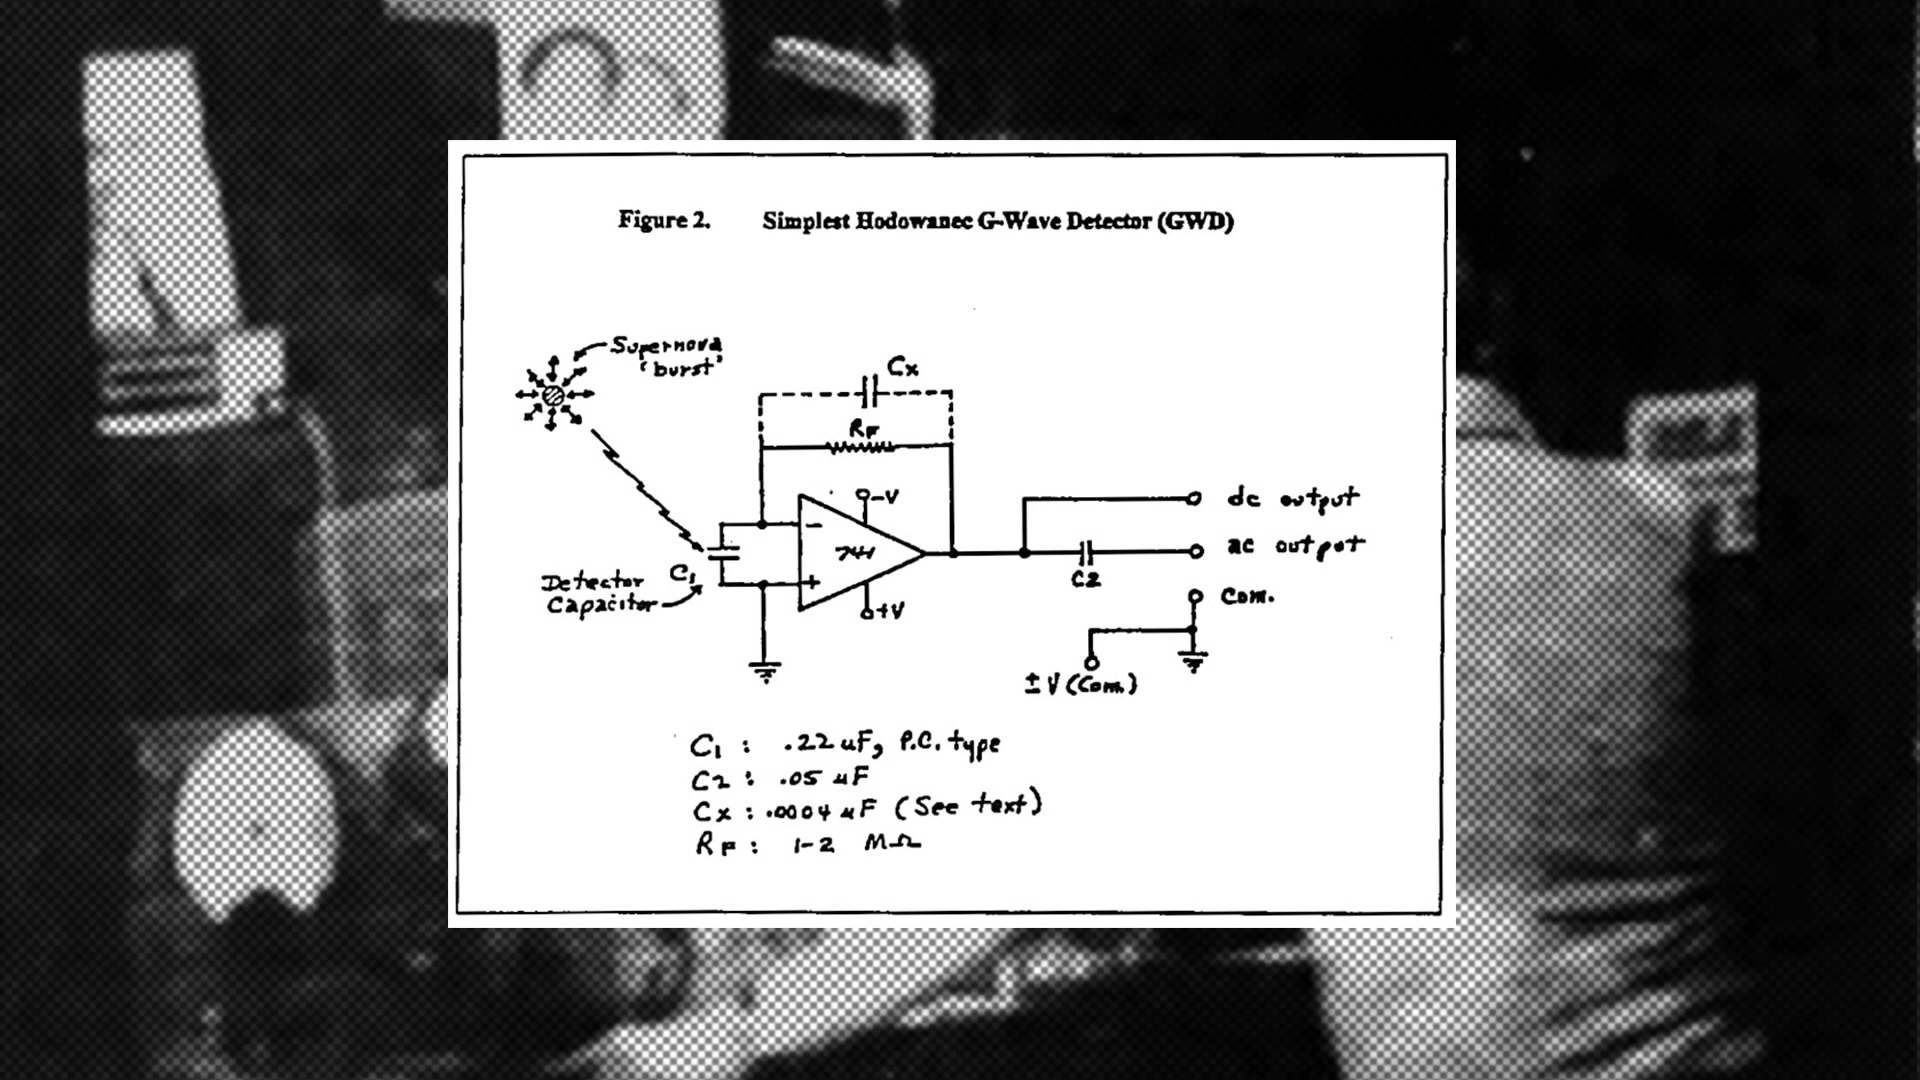 Figure 2. Simplest Hodowanec G-Wave Detector (GWD)
Supernova
'burst'
Cx
RF
-V
dc output
-
741
ac output
C2
+
Detector C1
Capacitor
+V
Com.
± V (Com.)
C1 : .22 uF, P.C. type
C2 : .05 uF
Cx : .0004 uF (See text)
RF : 1-2 MΩ